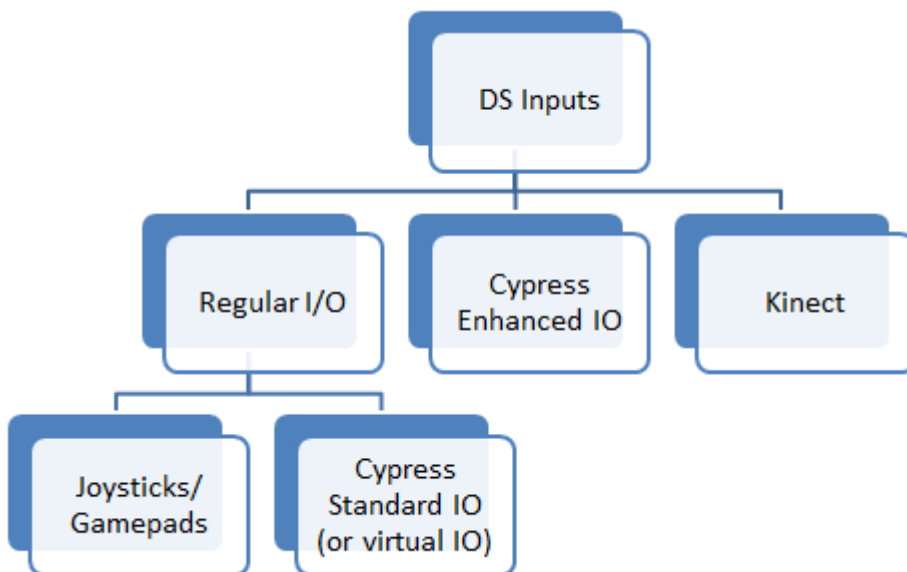 DS Inputs
Regular I/O
Cypress
Enhanced IO
Kinect
Joysticks/
Gamepads
Cypress
Standard IO
(or virtual IO)